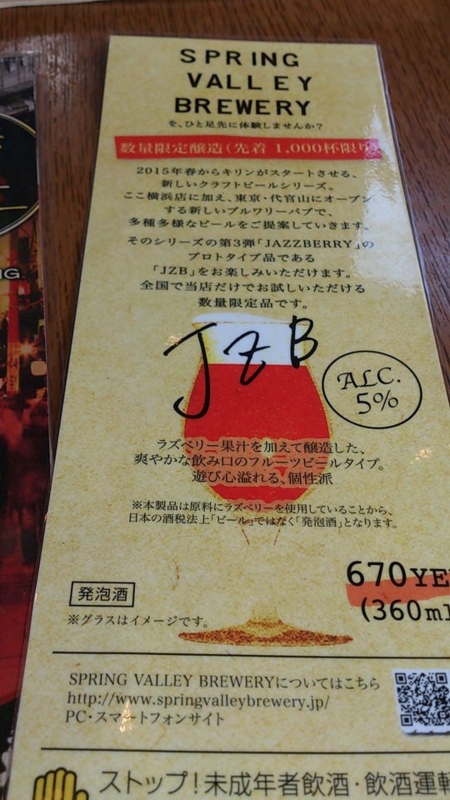 SPRING
VALLEY
BREWERY
を、ひと足先に体験しませんか？
数量限定醸造(先着 1,000杯限り)
2015年春からキリンがスタートさせる、
新しいクラフトビールシリーズ。
ここ横浜店に加え、東京・代官山にオープン
する新しいブルワリーパブで、
多種多様なビールをご提案していきます。
そのシリーズの第3弾「JAZZBERRY」の
プロトタイプ品である
「JZB」をお楽しみいただけます。
全国で当店だけでお試しいただける
数量限定品です。
JZB
ALC.
5%
ラズベリー果汁を加えて醸造した、
爽やかな飲み口のフルーツビールタイプ。
遊び心溢れる、個性派
※本製品は原料にラズベリーを使用していることから、
日本の酒税法上「ビール」ではなく「発泡酒」となります。
670YE
(360ml
発泡酒
※グラスはイメージです。
SPRING VALLEY BREWERYについてはこちら
http://www.springvalleybrewery.jp/
PC・スマートフォンサイト
ストップ！未成年者飲酒・飲酒運転